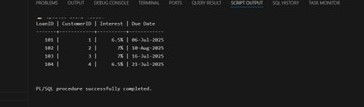 PROBLEMS OUTPUT DEBUG CONSOLE TERMINAL PORTS QUERY RESULT SCRIPT OUTPUT SQL HISTORY TASK MONITOR
LoanID | CustomerID | Interest | Due Date
101 | 1 | 6.5% | 06-Jul-2025
102 | 2 | 7% | 10-Aug-2025
103 | 3 | 7% | 16-Jul-2025
104 | 4 | 6.5% | 21-Jul-2025
PL/SQL procedure successfully completed.